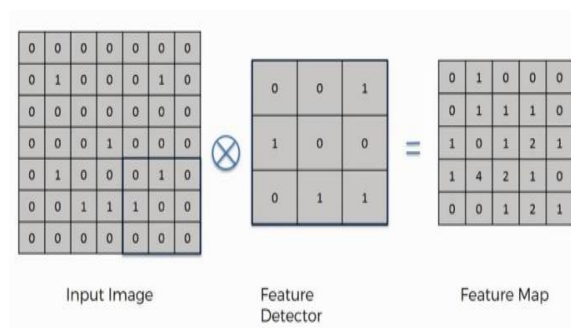 0 0 0 0 0 0 0
0 1 0 0 0 1 0
0 0 0 0 0 0 0
0 0 0 1 0 0 0
0 1 0 0 0 1 0
0 0 1 1 1 0 0
0 0 0 0 0 0 0
0 0 1
1 0 0
0 1 1
=
0 1 0 0 0
0 1 1 1 0
1 0 1 2 1
1 4 2 1 0
0 0 1 2 1
Input Image
Feature
Detector
Feature Map